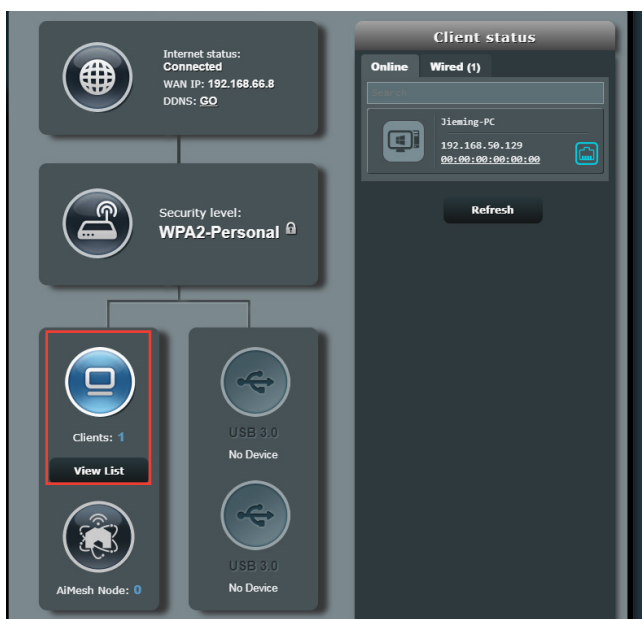 Internet status:
Connected
WAN IP: 192.168.66.8
DDNS: GO
Security level:
WPA2-Personal
Clients: 1
View List
AiMesh Node: 0
USB 3.0
No Device
USB 3.0
No Device
Client status
Online Wired (1)
Search
Jieming-PC
192.168.50.129
00:00:00:00:00:00
Refresh